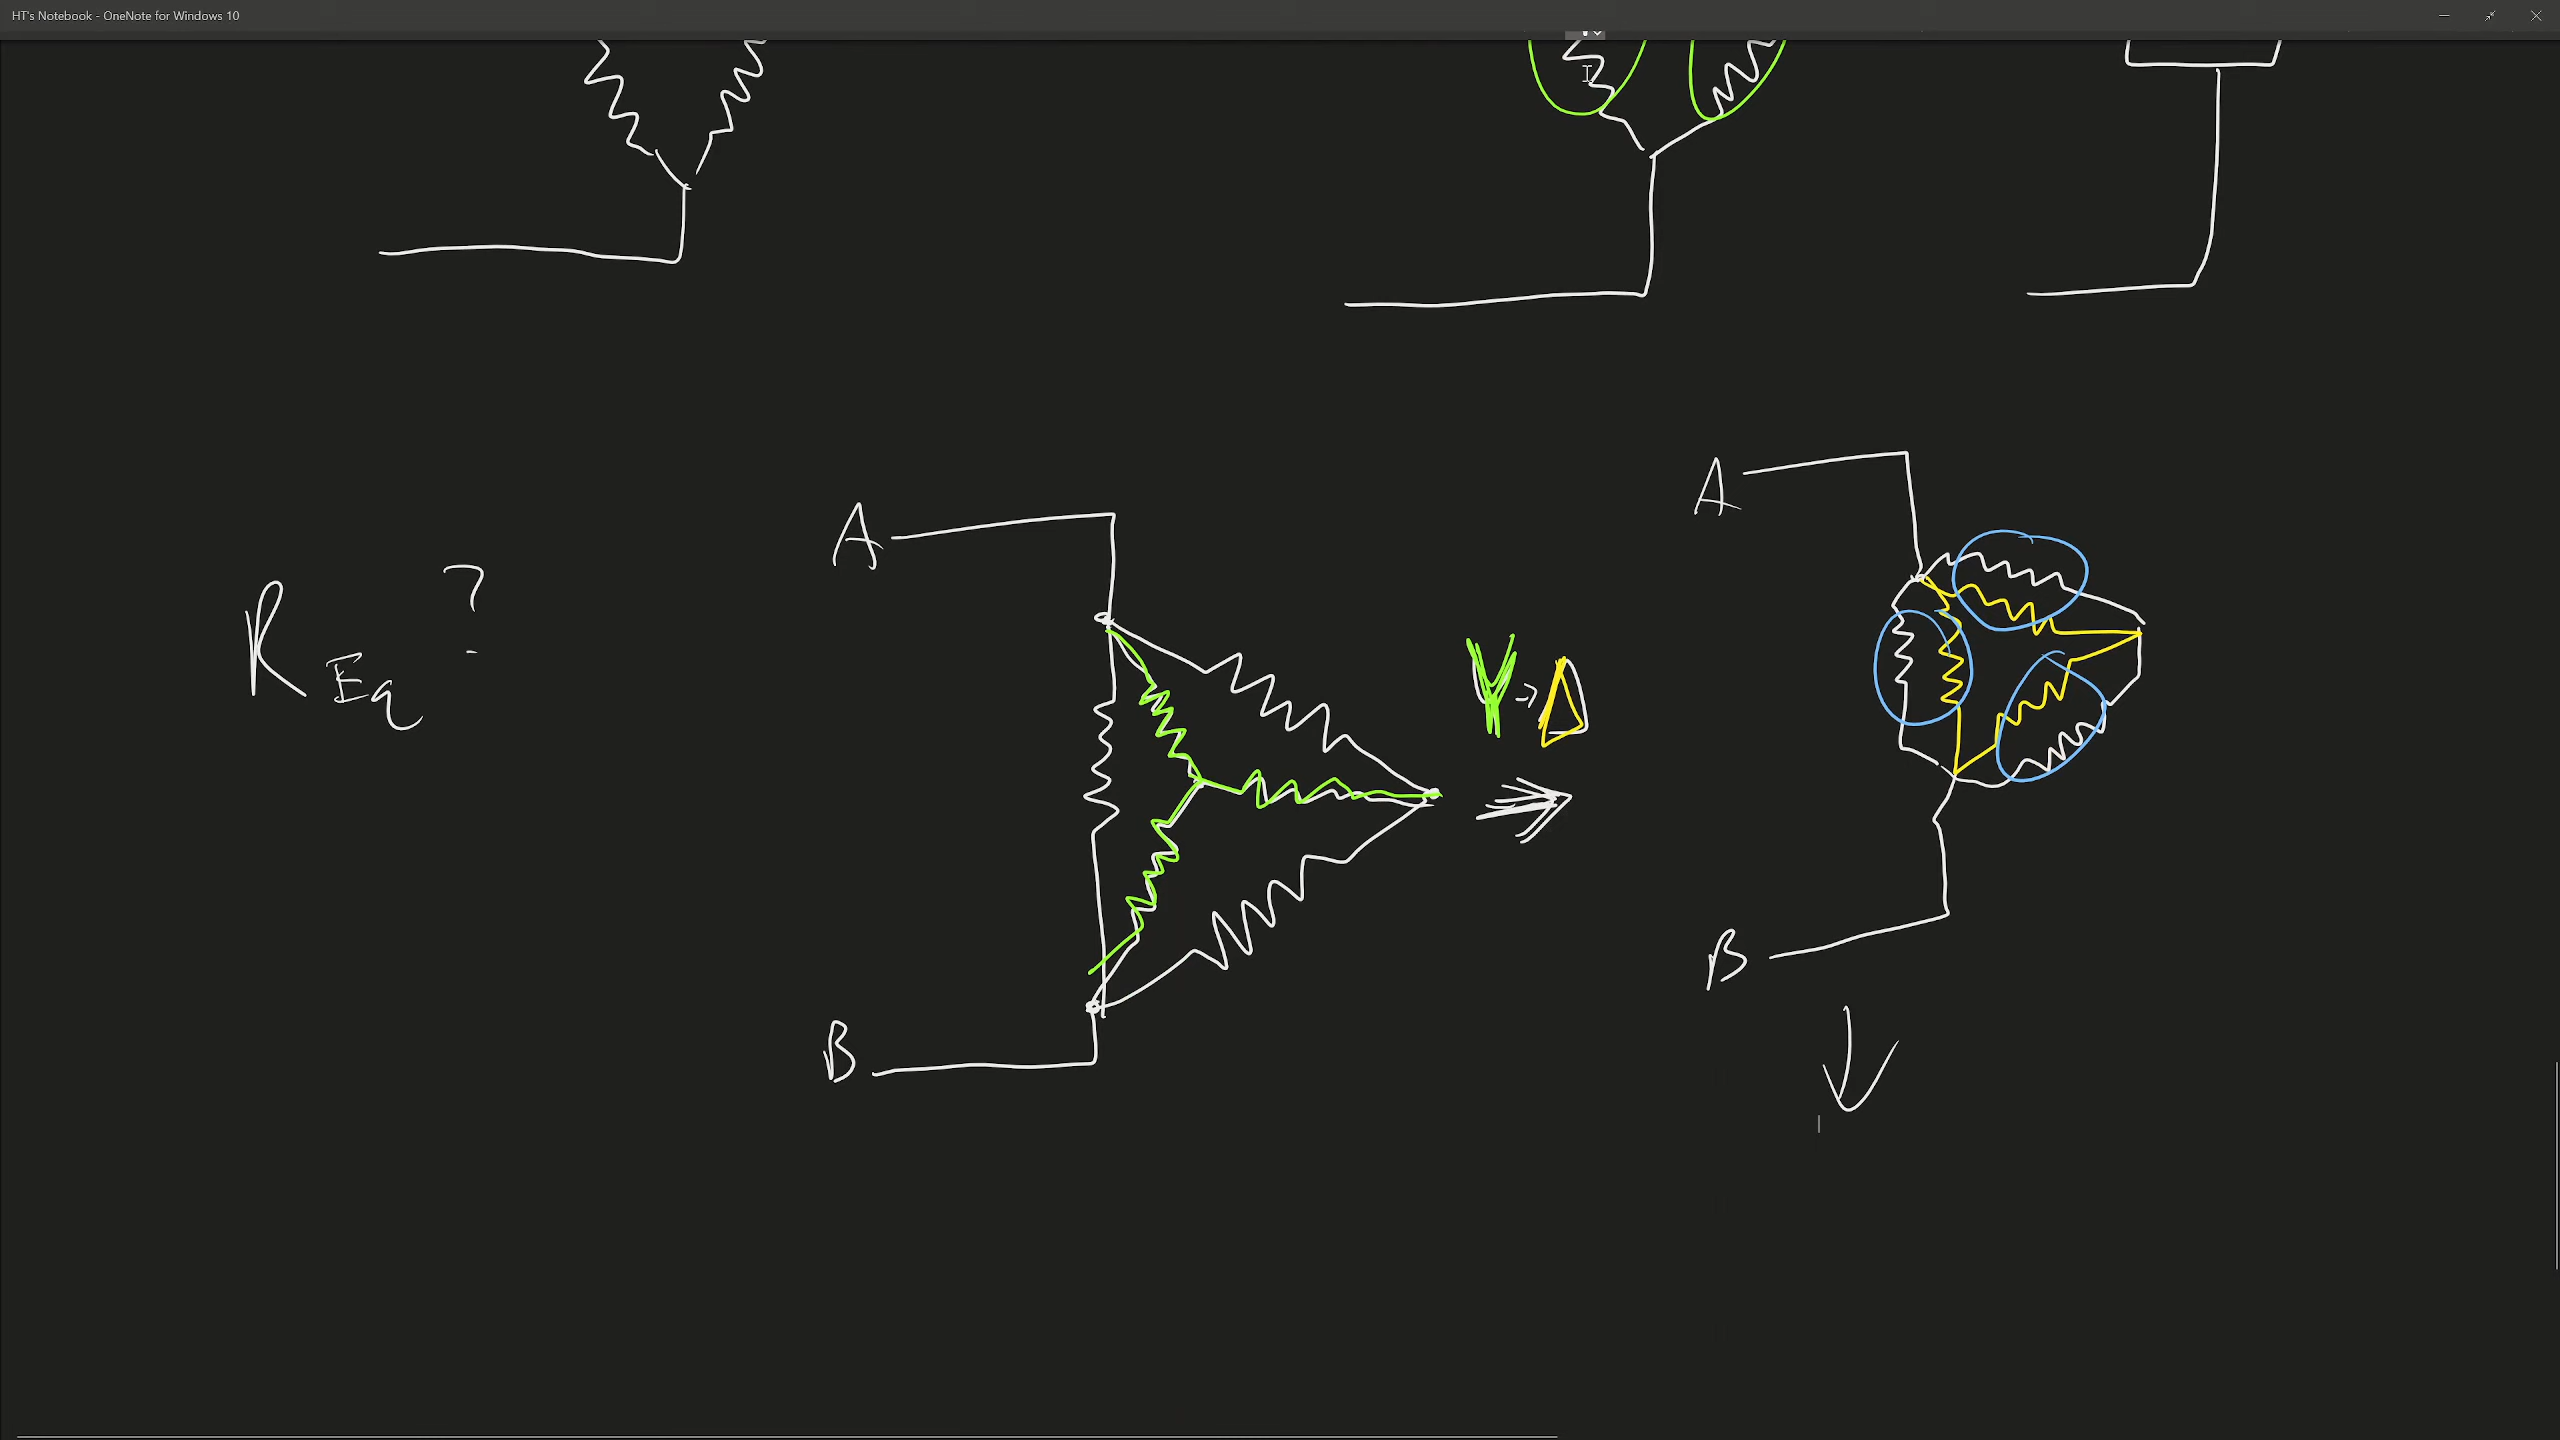 HT's Notebook - OneNote for Windows 10
A
A
R Eq ?
Y → Δ
B
B